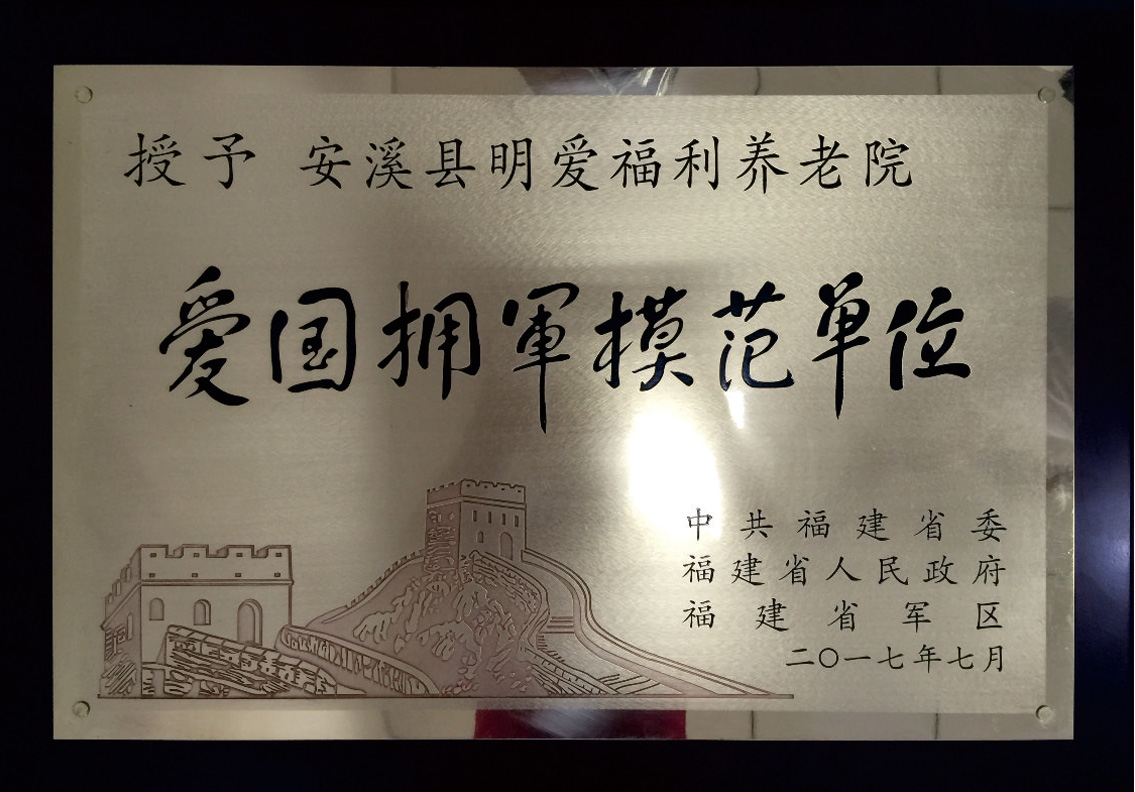 授予 安溪县明爱福利养老院
爱国拥軍模范单位
中共福建省委
福建省人民政府
福建省军区
二〇一七年七月